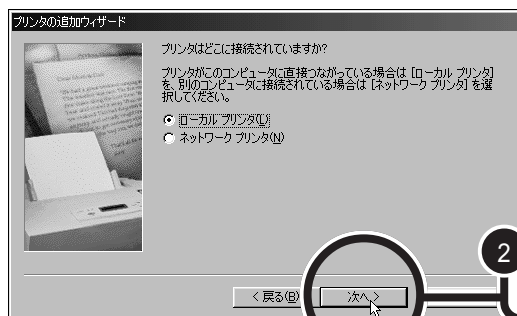 プリンタの追加ウィザード
プリンタはどこに接続されていますか?
プリンタがこのコンピュータに直接つながっている場合は [ローカル プリンタ]
を、別のコンピュータに接続されている場合は [ネットワーク プリンタ] を選
択してください。
ローカル プリンタ(L)
ネットワーク プリンタ(N)
2
< 戻る(B)
次へ >